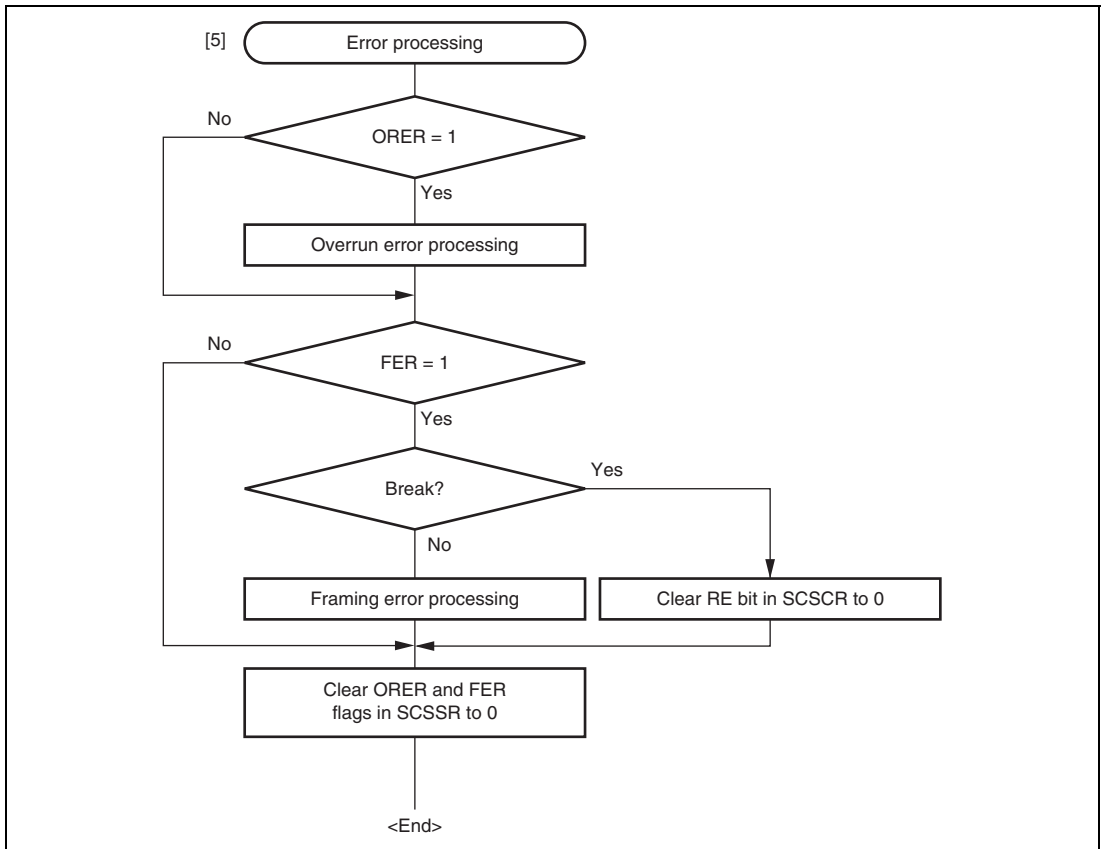 [5] Error processing
No
ORER = 1
Yes
Overrun error processing
No
FER = 1
Yes
Yes
Break?
No
Framing error processing
Clear RE bit in SCSCR to 0
Clear ORER and FER
flags in SCSSR to 0
<End>